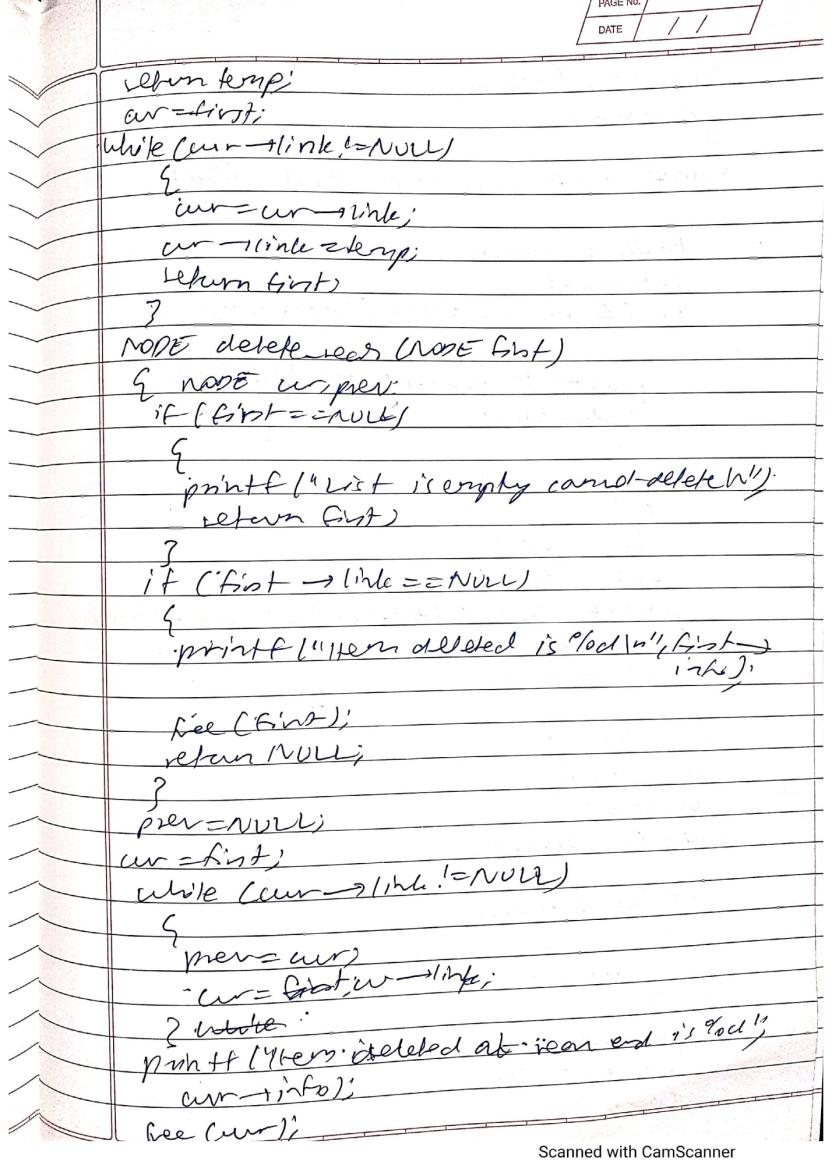 PAGE No.
DATE / /
return temp;
cur=first;
while (cur→link!=NULL)
{
cur=cur→link;
cur→link=temp;
return first;
}
NODE delete_rear (NODE first)
{ NODE cur, prev;
if (first==NULL)
{
printf ("List is empty cannot delete\n");
return first;
}
if (first →link==NULL)
{
printf ("Item deleted is %d\n", first→
info);
free (first);
return NULL;
}
prev=NULL;
cur=first;
while (cur→link!=NULL)
{
prev=cur;
cur= first; cur→link;
} while
printf ("Item deleted at rear end is %d",
cur→info);
free (cur);
Scanned with CamScanner